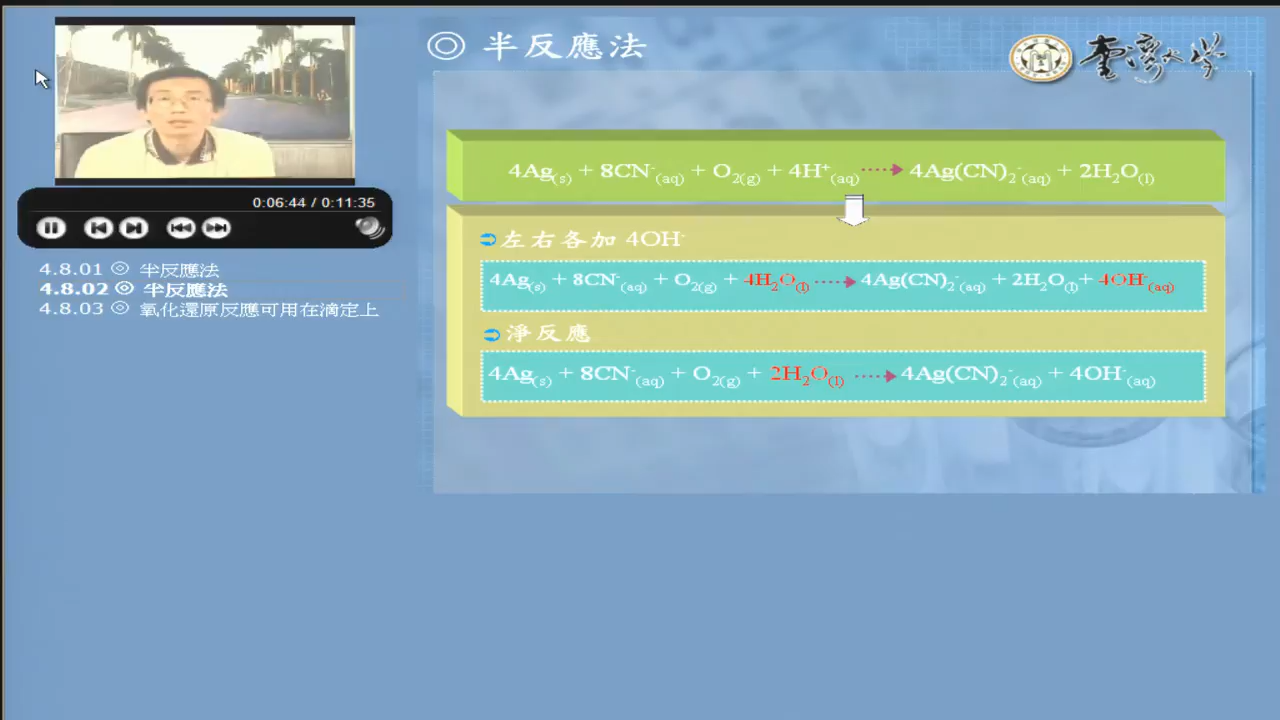 ◎ 半反應法
臺灣大學
4Ag(s) + 8CN⁻(aq) + O₂(g) + 4H⁺(aq) ⇢ 4Ag(CN)₂⁻(aq) + 2H₂O(l)
0:06:44 / 0:11:35
左右各加 4OH⁻
4Ag(s) + 8CN⁻(aq) + O₂(g) + 4H₂O(l) ⇢ 4Ag(CN)₂⁻(aq) + 2H₂O(l) + 4OH⁻(aq)
4.8.01 ◎ 半反應法
4.8.02 ◎ 半反應法
4.8.03 ◎ 氧化還原反應可用在滴定上
淨反應
4Ag(s) + 8CN⁻(aq) + O₂(g) + 2H₂O(l) ⇢ 4Ag(CN)₂⁻(aq) + 4OH⁻(aq)